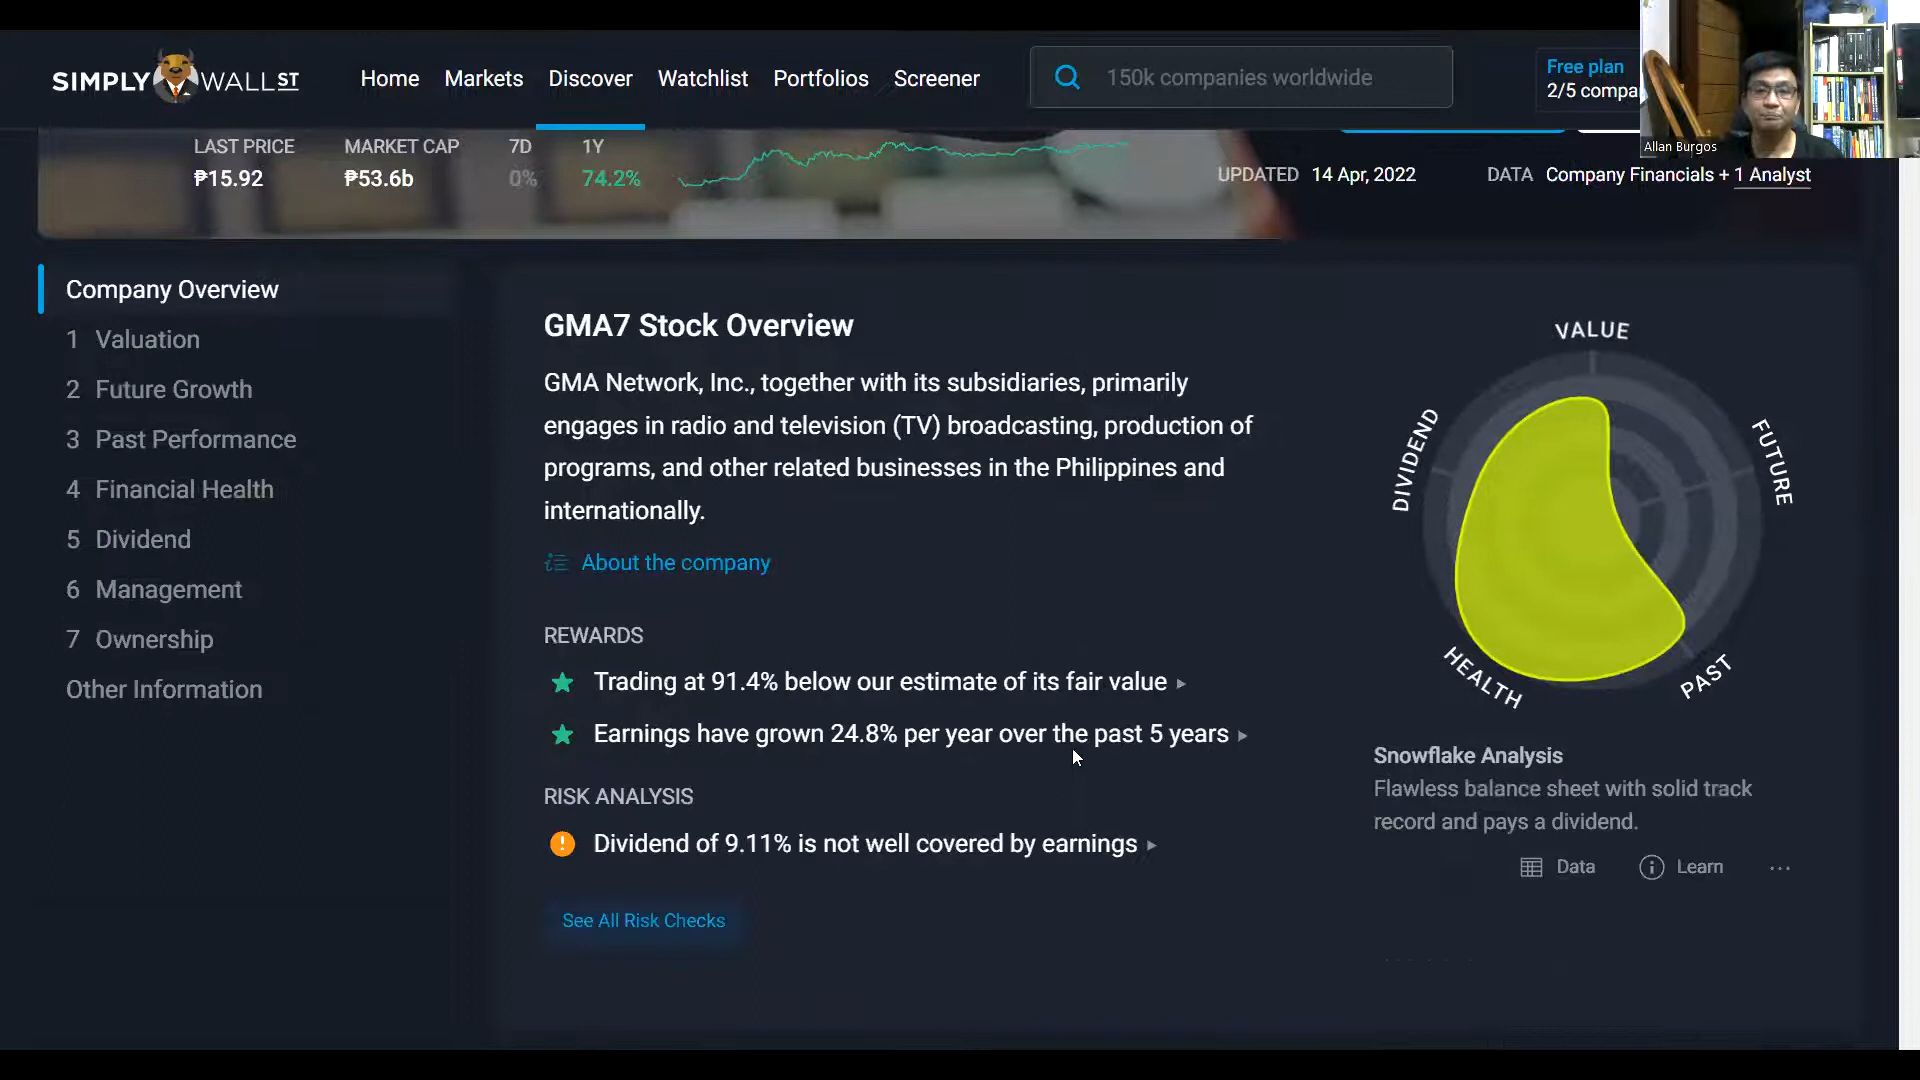 SIMPLY WALL ST
Home Markets Discover Watchlist Portfolios Screener
150k companies worldwide
Free plan
2/5 compa
Allan Burgos
LAST PRICE MARKET CAP 7D 1Y
₱15.92 ₱53.6b 0% 74.2%
UPDATED 14 Apr, 2022 DATA Company Financials + 1 Analyst
Company Overview
1 Valuation
2 Future Growth
3 Past Performance
4 Financial Health
5 Dividend
6 Management
7 Ownership
Other Information
GMA7 Stock Overview
GMA Network, Inc., together with its subsidiaries, primarily
engages in radio and television (TV) broadcasting, production of
programs, and other related businesses in the Philippines and
internationally.
About the company
REWARDS
Trading at 91.4% below our estimate of its fair value
Earnings have grown 24.8% per year over the past 5 years
RISK ANALYSIS
Dividend of 9.11% is not well covered by earnings
See All Risk Checks
VALUE
FUTURE
PAST
HEALTH
DIVIDEND
Snowflake Analysis
Flawless balance sheet with solid track
record and pays a dividend.
Data Learn